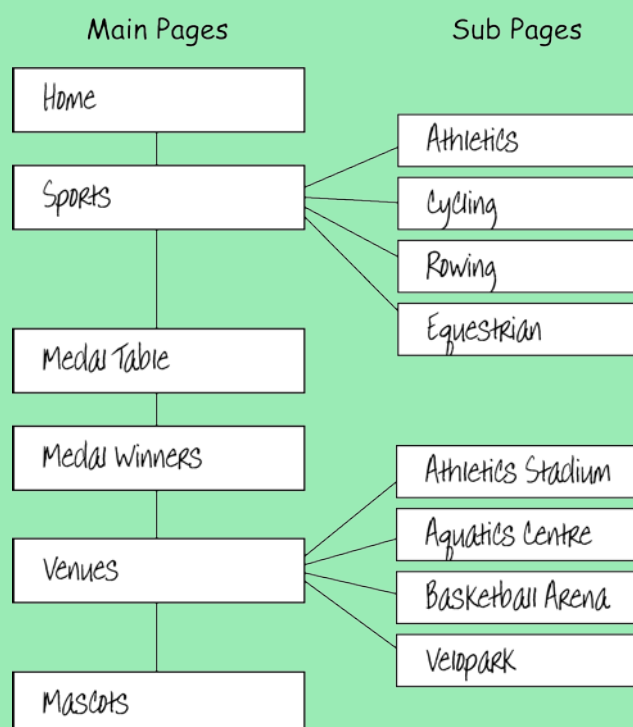 Main Pages
Sub Pages
Home
Sports
Athletics
Cycling
Rowing
Equestrian
Medal Table
Medal Winners
Venues
Athletics Stadium
Aquatics Centre
Basketball Arena
Velopark
Mascots